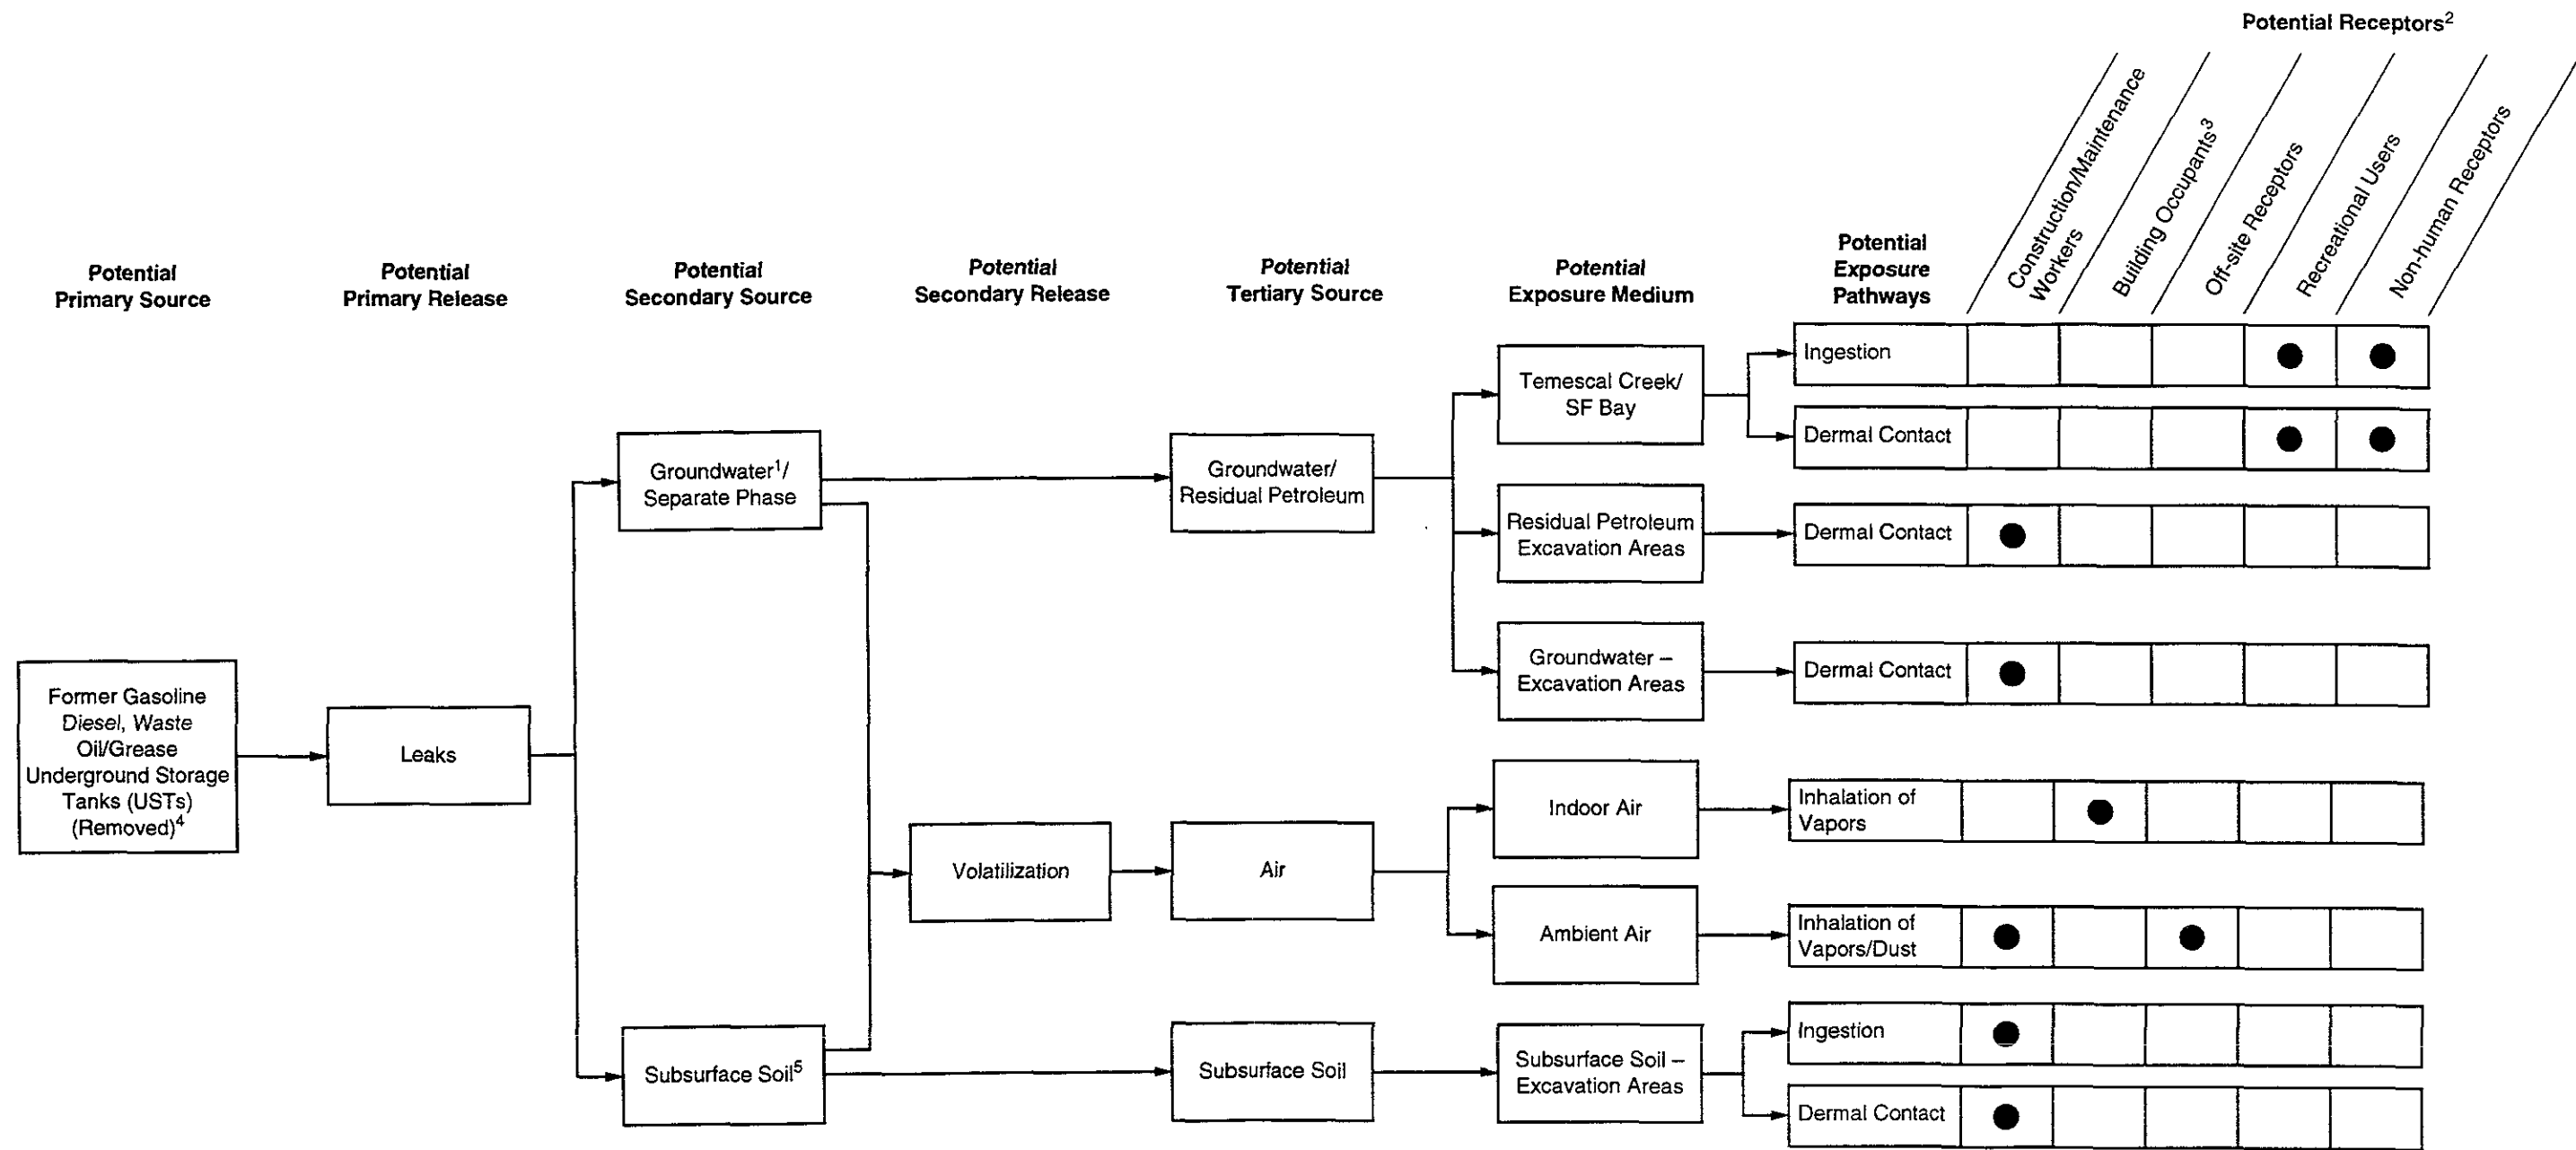 Potential Receptors2
Construction/Maintenance
Workers
Building Occupants3
Off-site Receptors
Recreational Users
Non-human Receptors
Potential
Primary Source
Potential
Primary Release
Potential
Secondary Source
Potential
Secondary Release
Potential
Tertiary Source
Potential
Exposure Medium
Potential
Exposure
Pathways
Former Gasoline
Diesel, Waste
Oil/Grease
Underground Storage
Tanks (USTs)
(Removed)4
Leaks
Groundwater1/
Separate Phase
Subsurface Soil5
Volatilization
Groundwater/
Residual Petroleum
Air
Subsurface Soil
Temescal Creek/
SF Bay
Residual Petroleum
Excavation Areas
Groundwater –
Excavation Areas
Indoor Air
Ambient Air
Subsurface Soil –
Excavation Areas
Ingestion
Dermal Contact
Dermal Contact
Dermal Contact
Inhalation of
Vapors
Inhalation of
Vapors/Dust
Ingestion
Dermal Contact